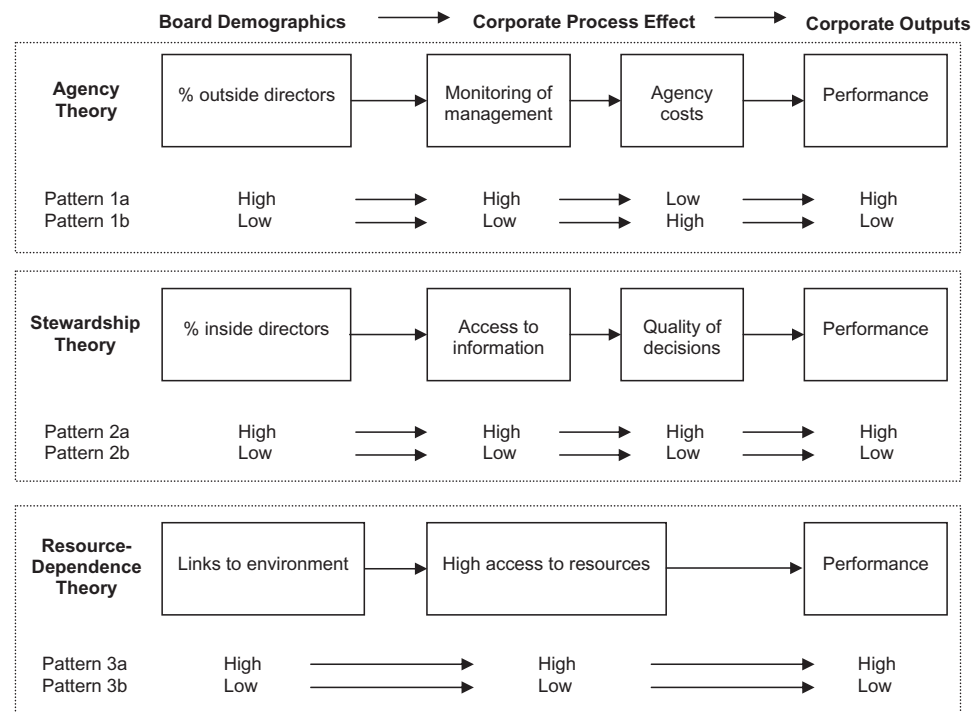 Board Demographics Corporate Process Effect Corporate Outputs
Agency
Theory
% outside directors
Monitoring of
management
Agency
costs
Performance
Pattern 1a High High Low High
Pattern 1b Low Low High Low
Stewardship
Theory
% inside directors
Access to
information
Quality of
decisions
Performance
Pattern 2a High High High High
Pattern 2b Low Low Low Low
Resource-
Dependence
Theory
Links to environment
High access to resources
Performance
Pattern 3a High High High
Pattern 3b Low Low Low